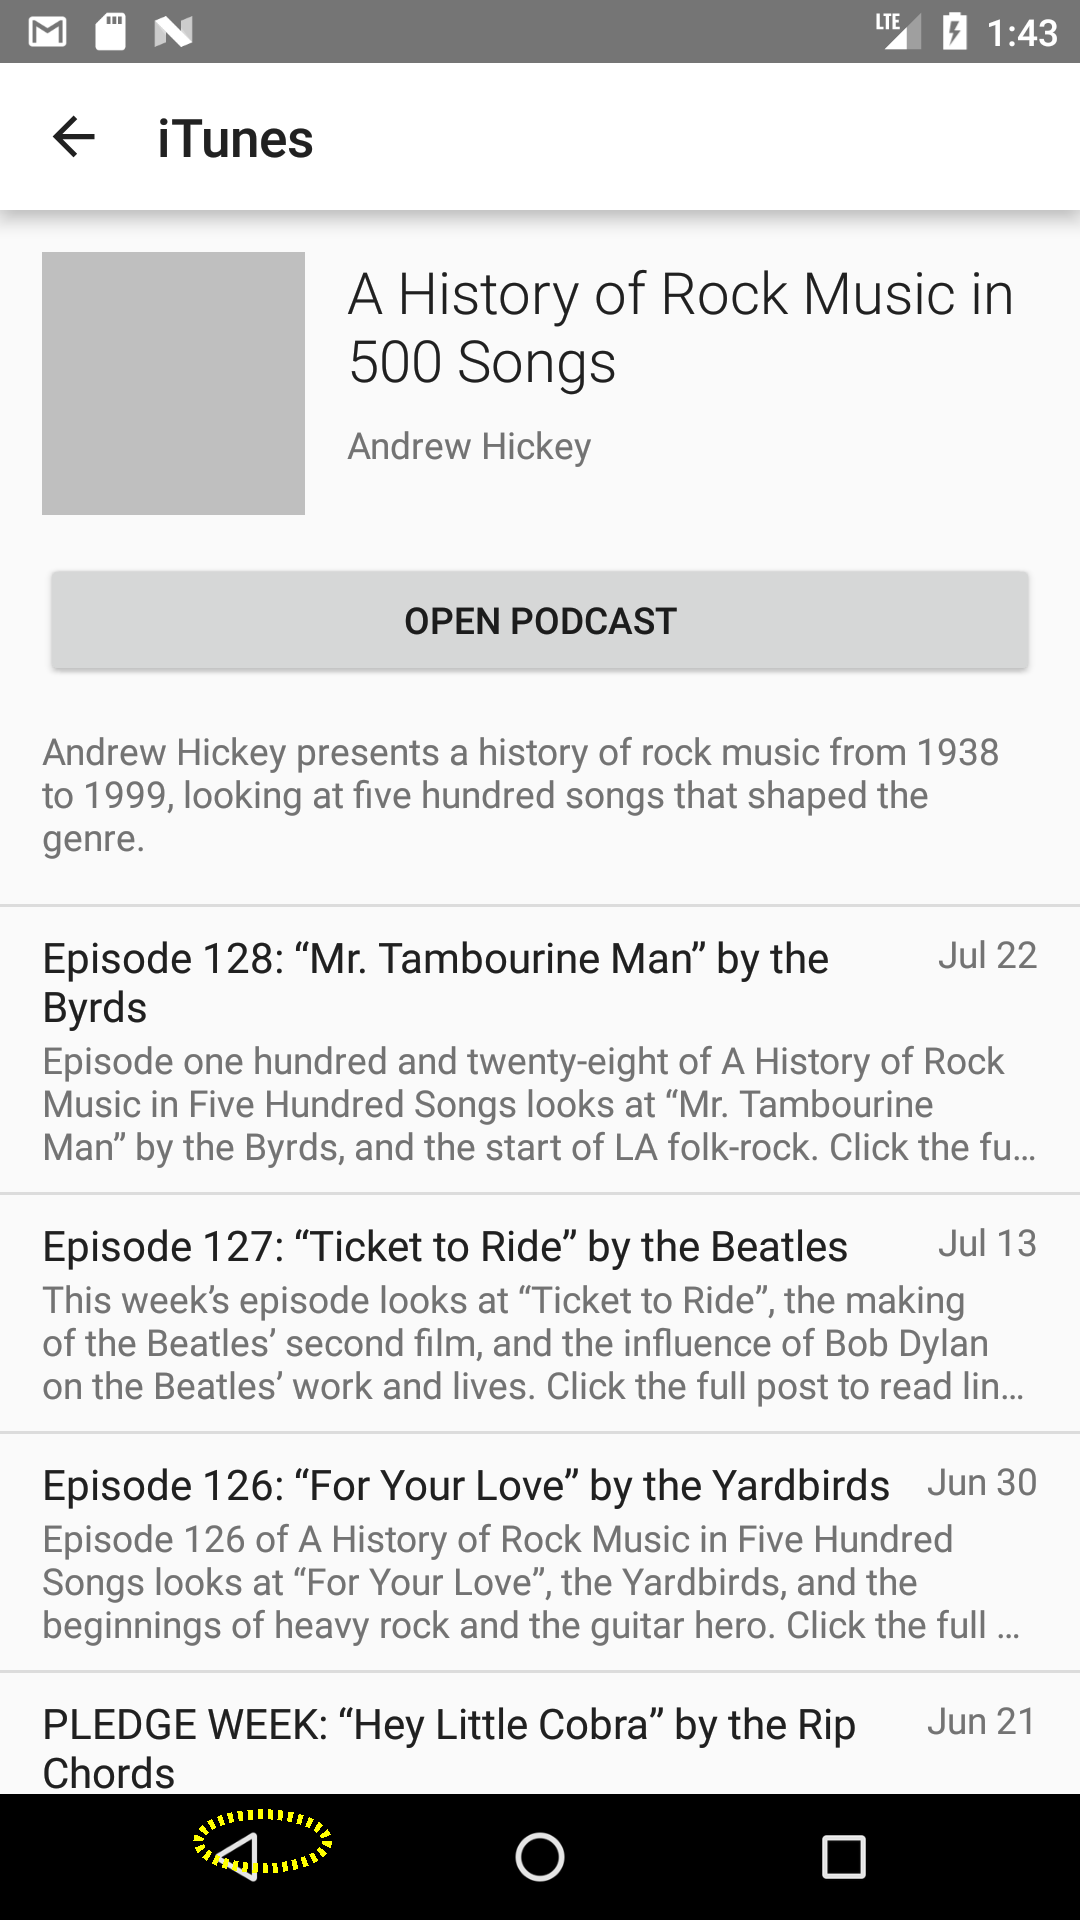 LTE 1:43
iTunes
A History of Rock Music in
500 Songs
Andrew Hickey
OPEN PODCAST
Andrew Hickey presents a history of rock music from 1938
to 1999, looking at five hundred songs that shaped the
genre.
Episode 128: “Mr. Tambourine Man” by the Jul 22
Byrds
Episode one hundred and twenty-eight of A History of Rock
Music in Five Hundred Songs looks at “Mr. Tambourine
Man” by the Byrds, and the start of LA folk-rock. Click the fu…
Episode 127: “Ticket to Ride” by the Beatles Jul 13
This week’s episode looks at “Ticket to Ride”, the making
of the Beatles’ second film, and the influence of Bob Dylan
on the Beatles’ work and lives. Click the full post to read lin…
Episode 126: “For Your Love” by the Yardbirds Jun 30
Episode 126 of A History of Rock Music in Five Hundred
Songs looks at “For Your Love”, the Yardbirds, and the
beginnings of heavy rock and the guitar hero. Click the full …
PLEDGE WEEK: “Hey Little Cobra” by the Rip Jun 21
Chords